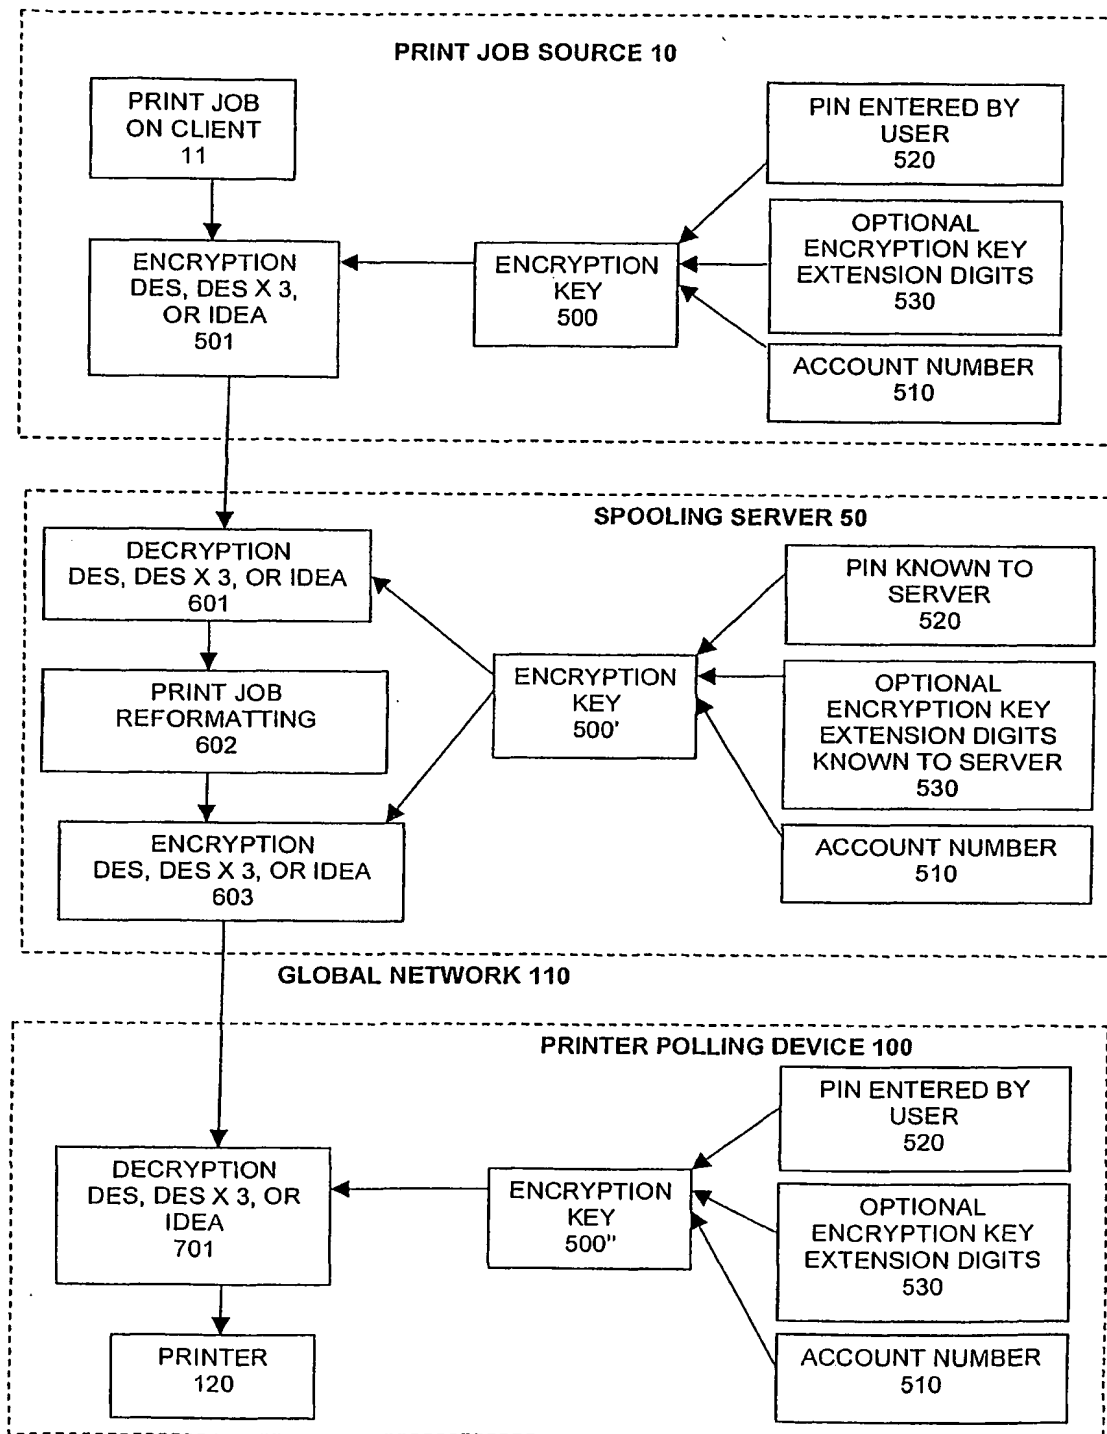 PRINT JOB SOURCE 10
PRINT JOB
ON CLIENT
11
PIN ENTERED BY
USER
520
ENCRYPTION
DES, DES X 3,
OR IDEA
501
ENCRYPTION
KEY
500
OPTIONAL
ENCRYPTION KEY
EXTENSION DIGITS
530
ACCOUNT NUMBER
510
SPOOLING SERVER 50
DECRYPTION
DES, DES X 3, OR IDEA
601
PIN KNOWN TO
SERVER
520
PRINT JOB
REFORMATTING
602
ENCRYPTION
KEY
500'
OPTIONAL
ENCRYPTION KEY
EXTENSION DIGITS
KNOWN TO SERVER
530
ENCRYPTION
DES, DES X 3, OR IDEA
603
ACCOUNT NUMBER
510
GLOBAL NETWORK 110
PRINTER POLLING DEVICE 100
PIN ENTERED BY
USER
520
DECRYPTION
DES, DES X 3, OR
IDEA
701
ENCRYPTION
KEY
500"
OPTIONAL
ENCRYPTION KEY
EXTENSION DIGITS
530
PRINTER
120
ACCOUNT NUMBER
510